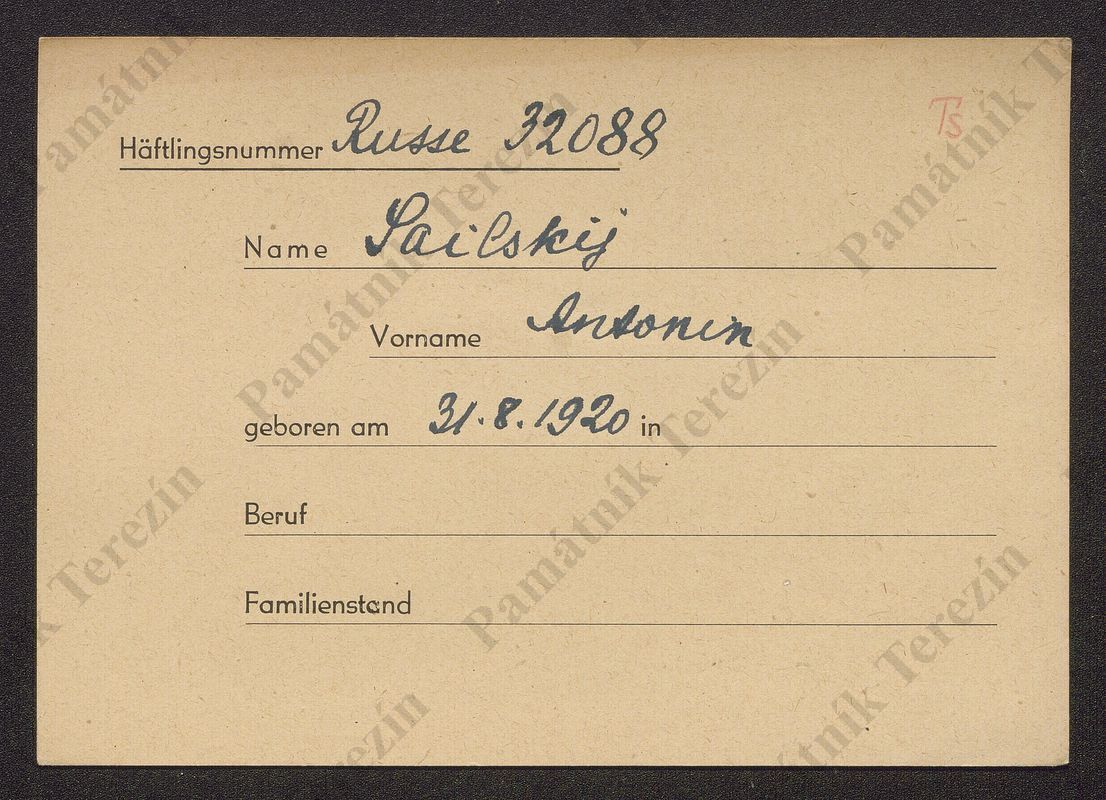 Häftlingsnummer Russe 32088
Ts
Name Sailskij
Vorname Antonin
geboren am 31.8.1920 in
Beruf
Familienstand
Památník Terezín